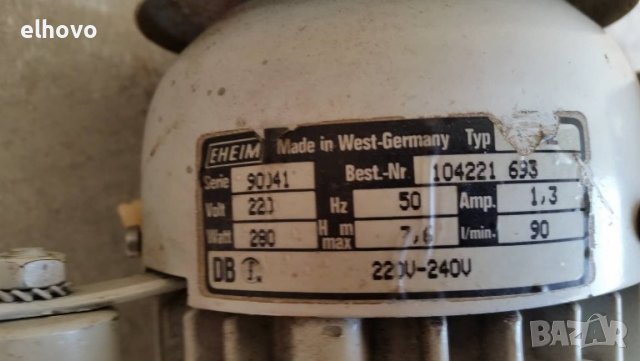 elhovo
EHEIM Made in West-Germany Typ
Serie 90041 Best.-Nr 104221 693
Volt 220 Hz 50 Amp. 1,3
Watt 280 H m max 7,6 l/min. 90
DB
220V-240V
BAZAR